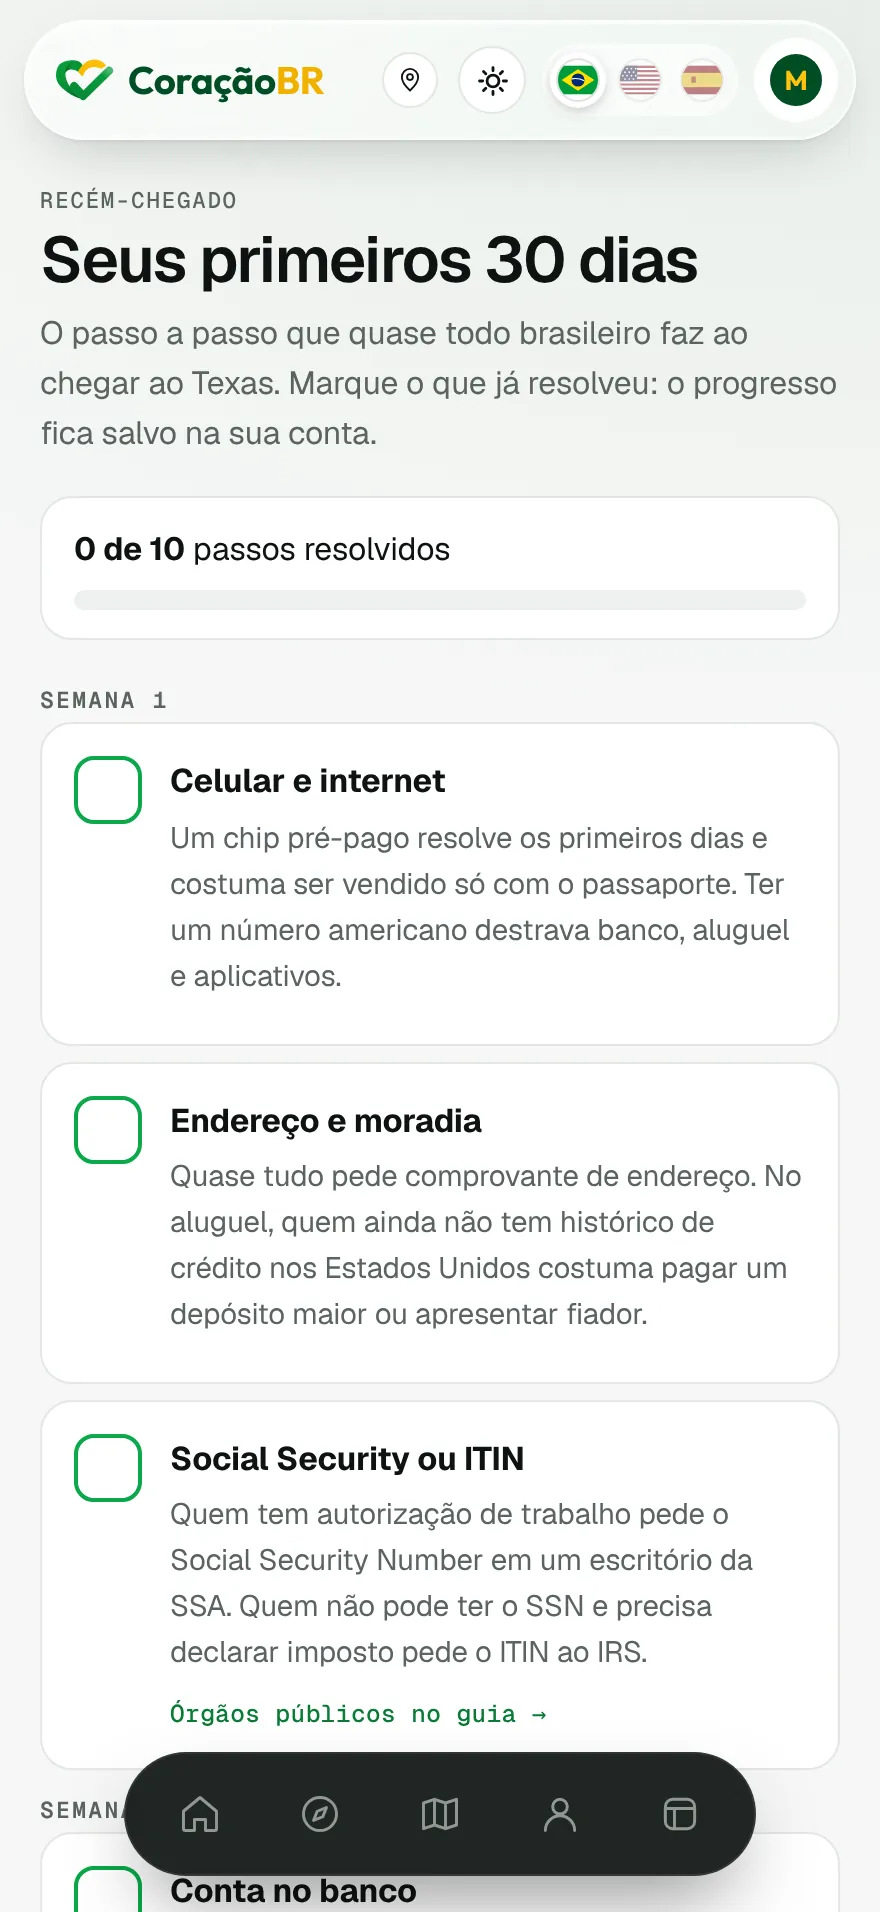 CoraçãoBR
M
RECÉM-CHEGADO
Seus primeiros 30 dias
O passo a passo que quase todo brasileiro faz ao
chegar ao Texas. Marque o que já resolveu: o progresso
fica salvo na sua conta.
0 de 10 passos resolvidos
SEMANA 1
Celular e internet
Um chip pré-pago resolve os primeiros dias e
costuma ser vendido só com o passaporte. Ter
um número americano destrava banco, aluguel
e aplicativos.
Endereço e moradia
Quase tudo pede comprovante de endereço. No
aluguel, quem ainda não tem histórico de
crédito nos Estados Unidos costuma pagar um
depósito maior ou apresentar fiador.
Social Security ou ITIN
Quem tem autorização de trabalho pede o
Social Security Number em um escritório da
SSA. Quem não pode ter o SSN e precisa
declarar imposto pede o ITIN ao IRS.
Órgãos públicos no guia →
SEMANA
Conta no banco